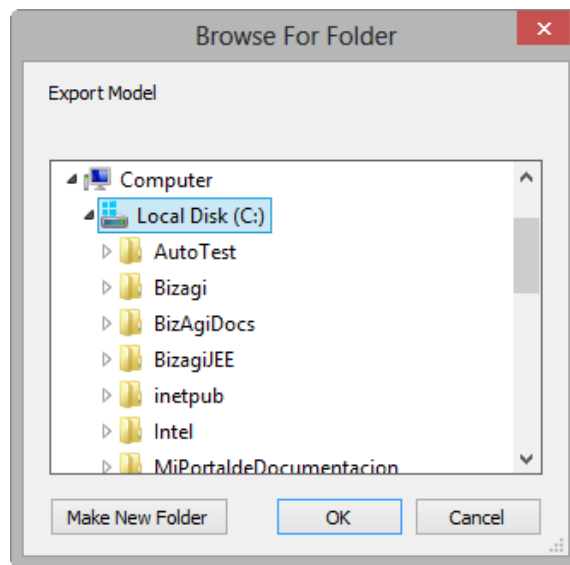 Browse For Folder
Export Model
Computer
Local Disk (C:)
AutoTest
Bizagi
BizAgiDocs
BizagiJEE
inetpub
Intel
MiPortaldeDocumentacion
Make New Folder OK Cancel